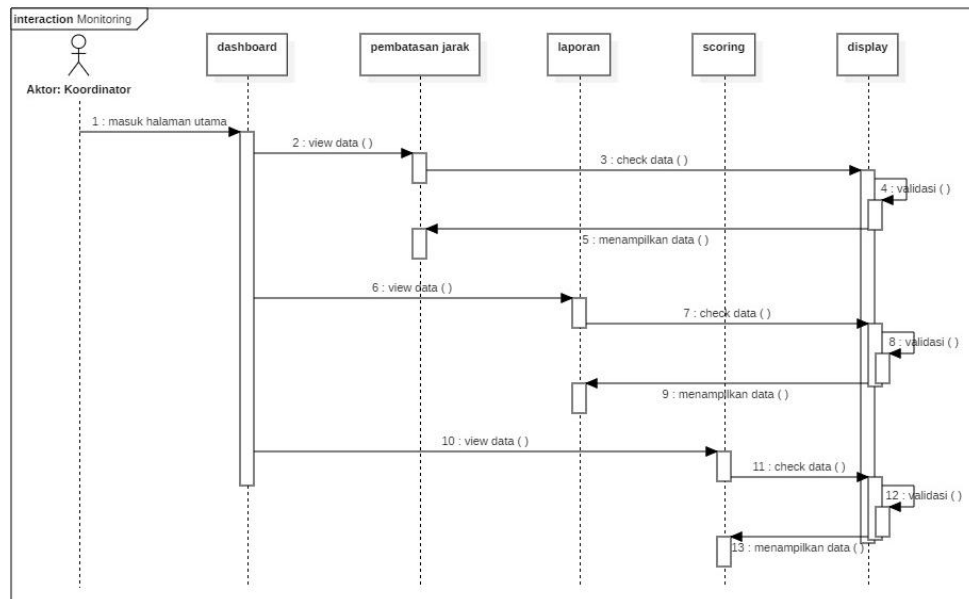 interaction Monitoring
dashboard
pembatasan jarak
laporan
scoring
display
Aktor: Koordinator
1 : masuk halaman utama
2 : view data ( )
3 : check data ( )
4 : validasi ( )
5 : menampilkan data ( )
6 : view data ( )
7 : check data ( )
8 : validasi ( )
9 : menampilkan data ( )
10 : view data ( )
11 : check data ( )
12 : validasi ( )
13 : menampilkan data ( )